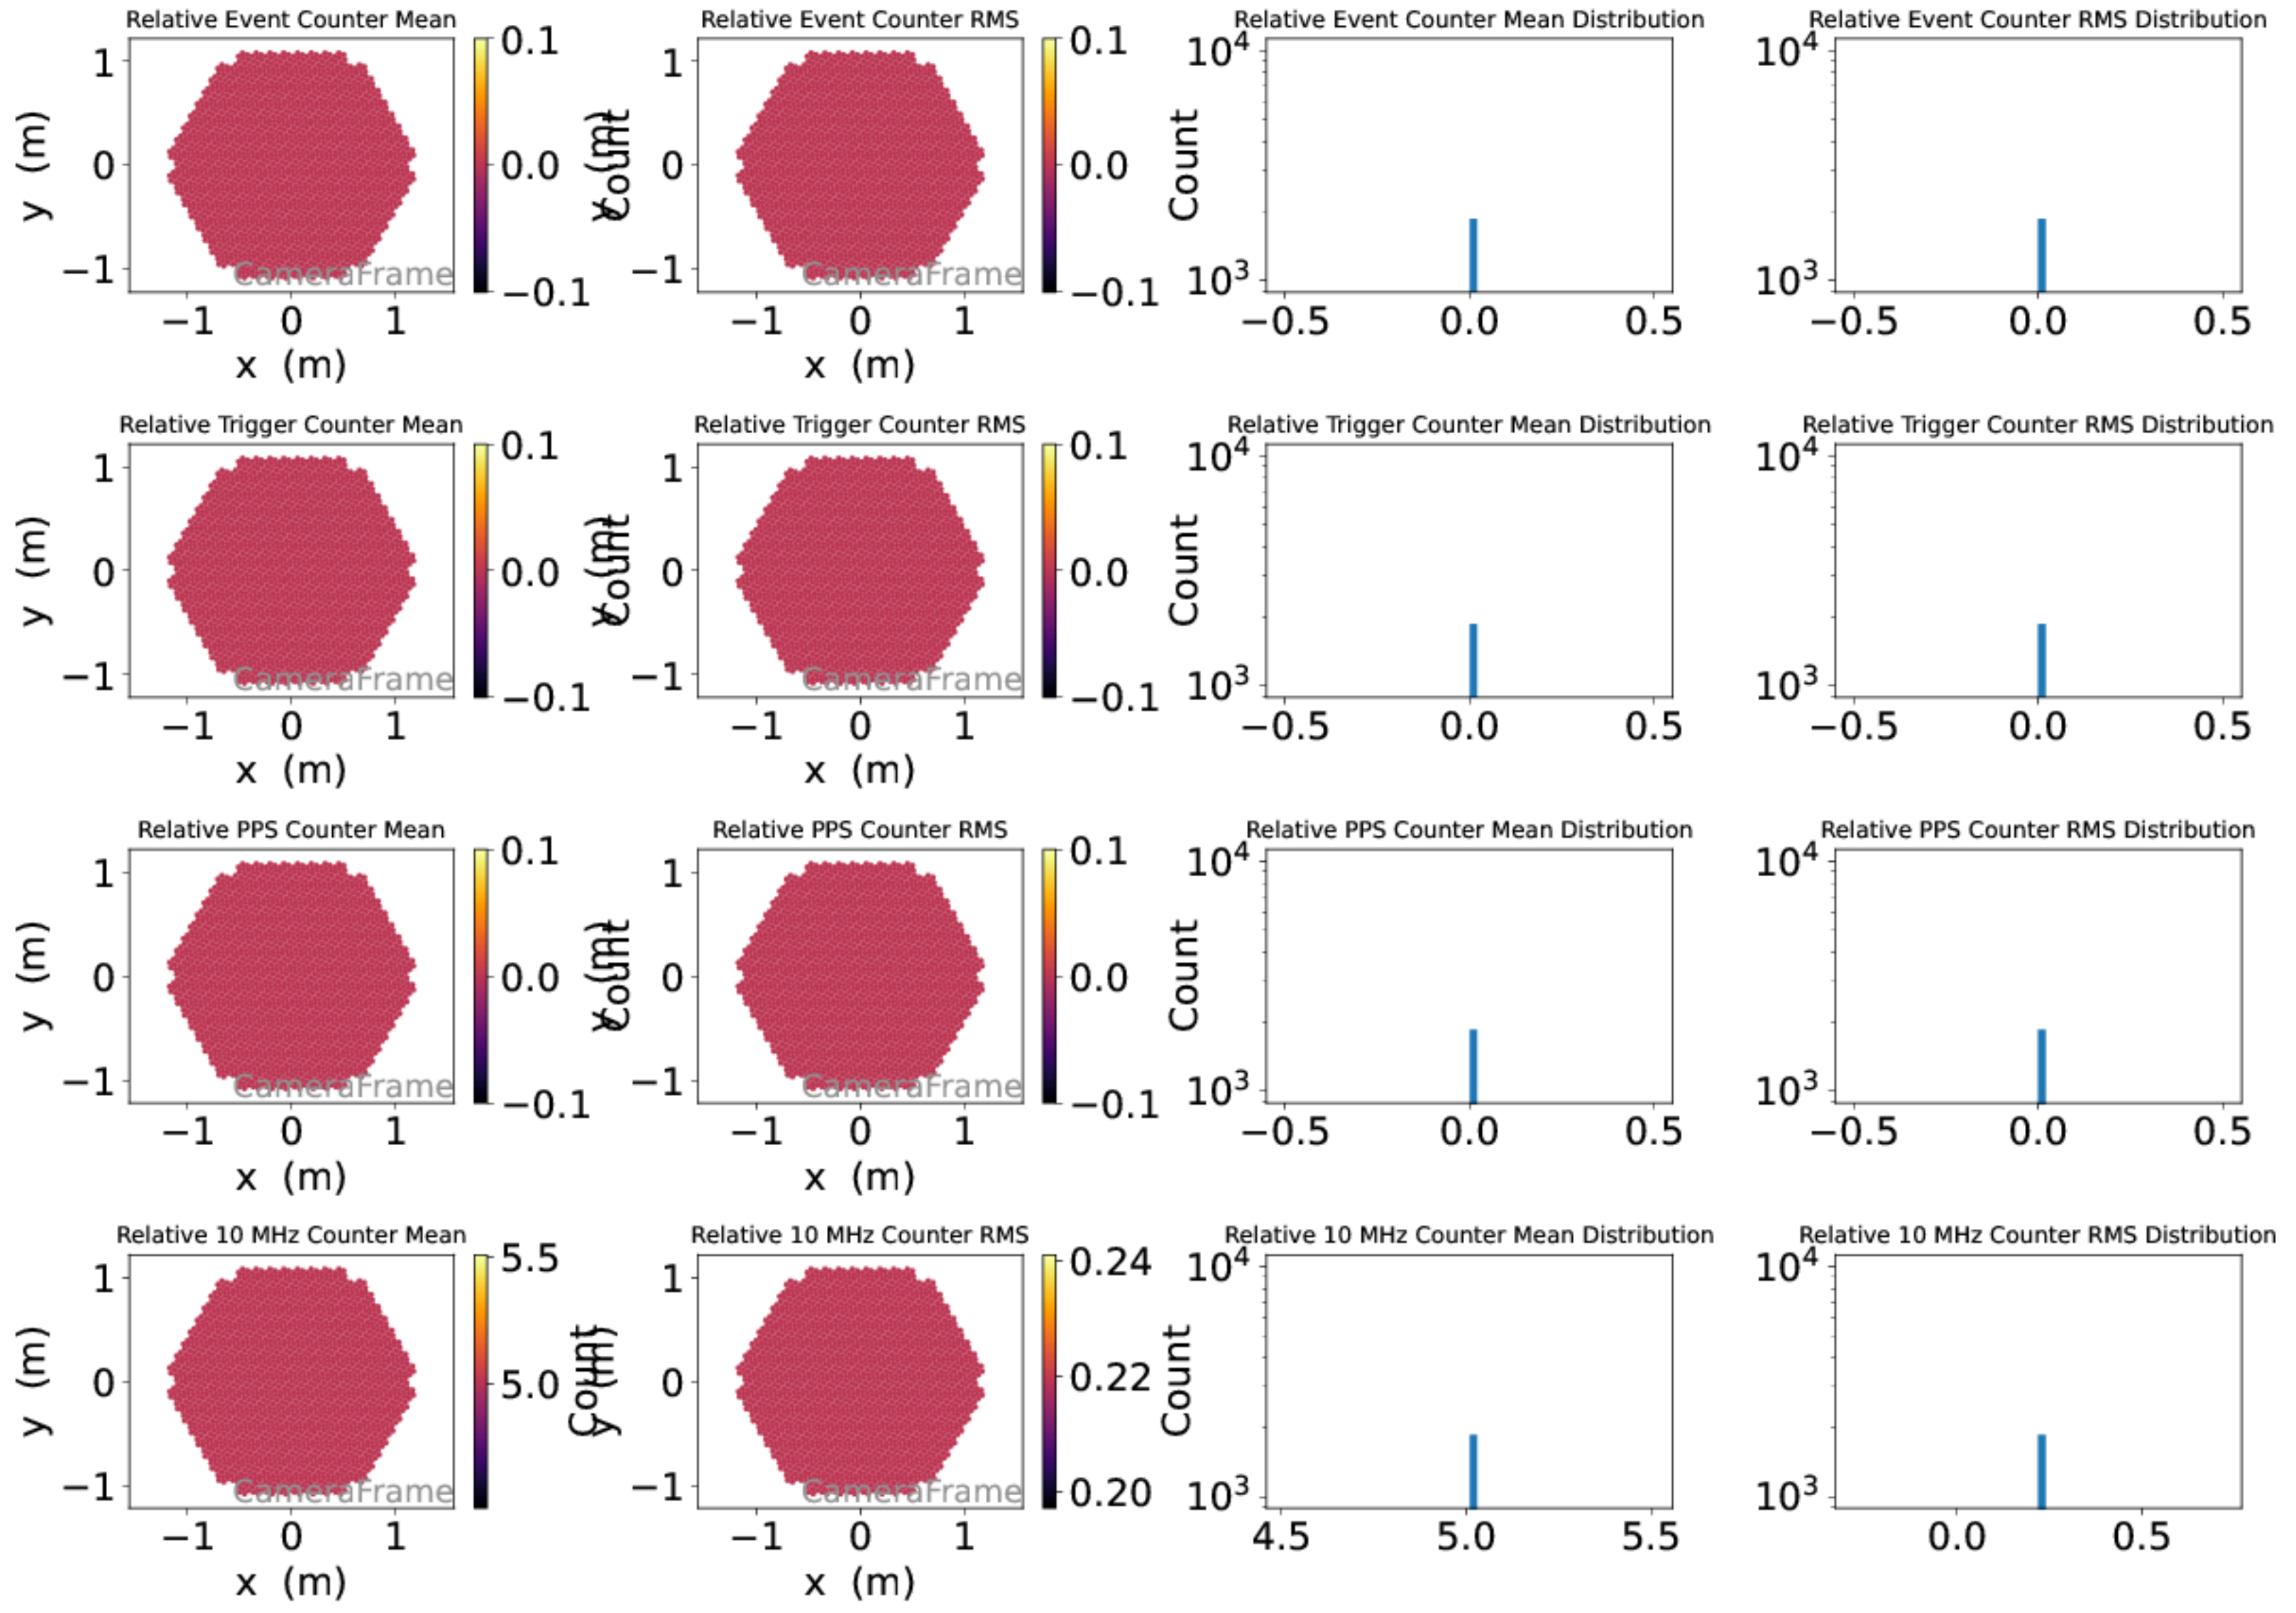 Relative Event Counter Mean
Relative Event Counter RMS
Relative Event Counter Mean Distribution
Relative Event Counter RMS Distribution
1
0
−1
y (m)
−1 0 1
x (m)
CameraFrame
0.1
0.0
−0.1
Count
1
0
−1
y (m)
−1 0 1
x (m)
CameraFrame
0.1
0.0
−0.1
Count
10⁴
10³
−0.5 0.0 0.5
10⁴
10³
−0.5 0.0 0.5
Relative Trigger Counter Mean
Relative Trigger Counter RMS
Relative Trigger Counter Mean Distribution
Relative Trigger Counter RMS Distribution
1
0
−1
y (m)
−1 0 1
x (m)
CameraFrame
0.1
0.0
−0.1
Count
1
0
−1
y (m)
−1 0 1
x (m)
CameraFrame
0.1
0.0
−0.1
Count
10⁴
10³
−0.5 0.0 0.5
10⁴
10³
−0.5 0.0 0.5
Relative PPS Counter Mean
Relative PPS Counter RMS
Relative PPS Counter Mean Distribution
Relative PPS Counter RMS Distribution
1
0
−1
y (m)
−1 0 1
x (m)
CameraFrame
0.1
0.0
−0.1
Count
1
0
−1
y (m)
−1 0 1
x (m)
CameraFrame
0.1
0.0
−0.1
Count
10⁴
10³
−0.5 0.0 0.5
10⁴
10³
−0.5 0.0 0.5
Relative 10 MHz Counter Mean
Relative 10 MHz Counter RMS
Relative 10 MHz Counter Mean Distribution
Relative 10 MHz Counter RMS Distribution
1
0
−1
y (m)
−1 0 1
x (m)
CameraFrame
5.5
5.0
Count
1
0
−1
y (m)
−1 0 1
x (m)
CameraFrame
0.24
0.22
0.20
Count
10⁴
10³
4.5 5.0 5.5
10⁴
10³
0.0 0.5